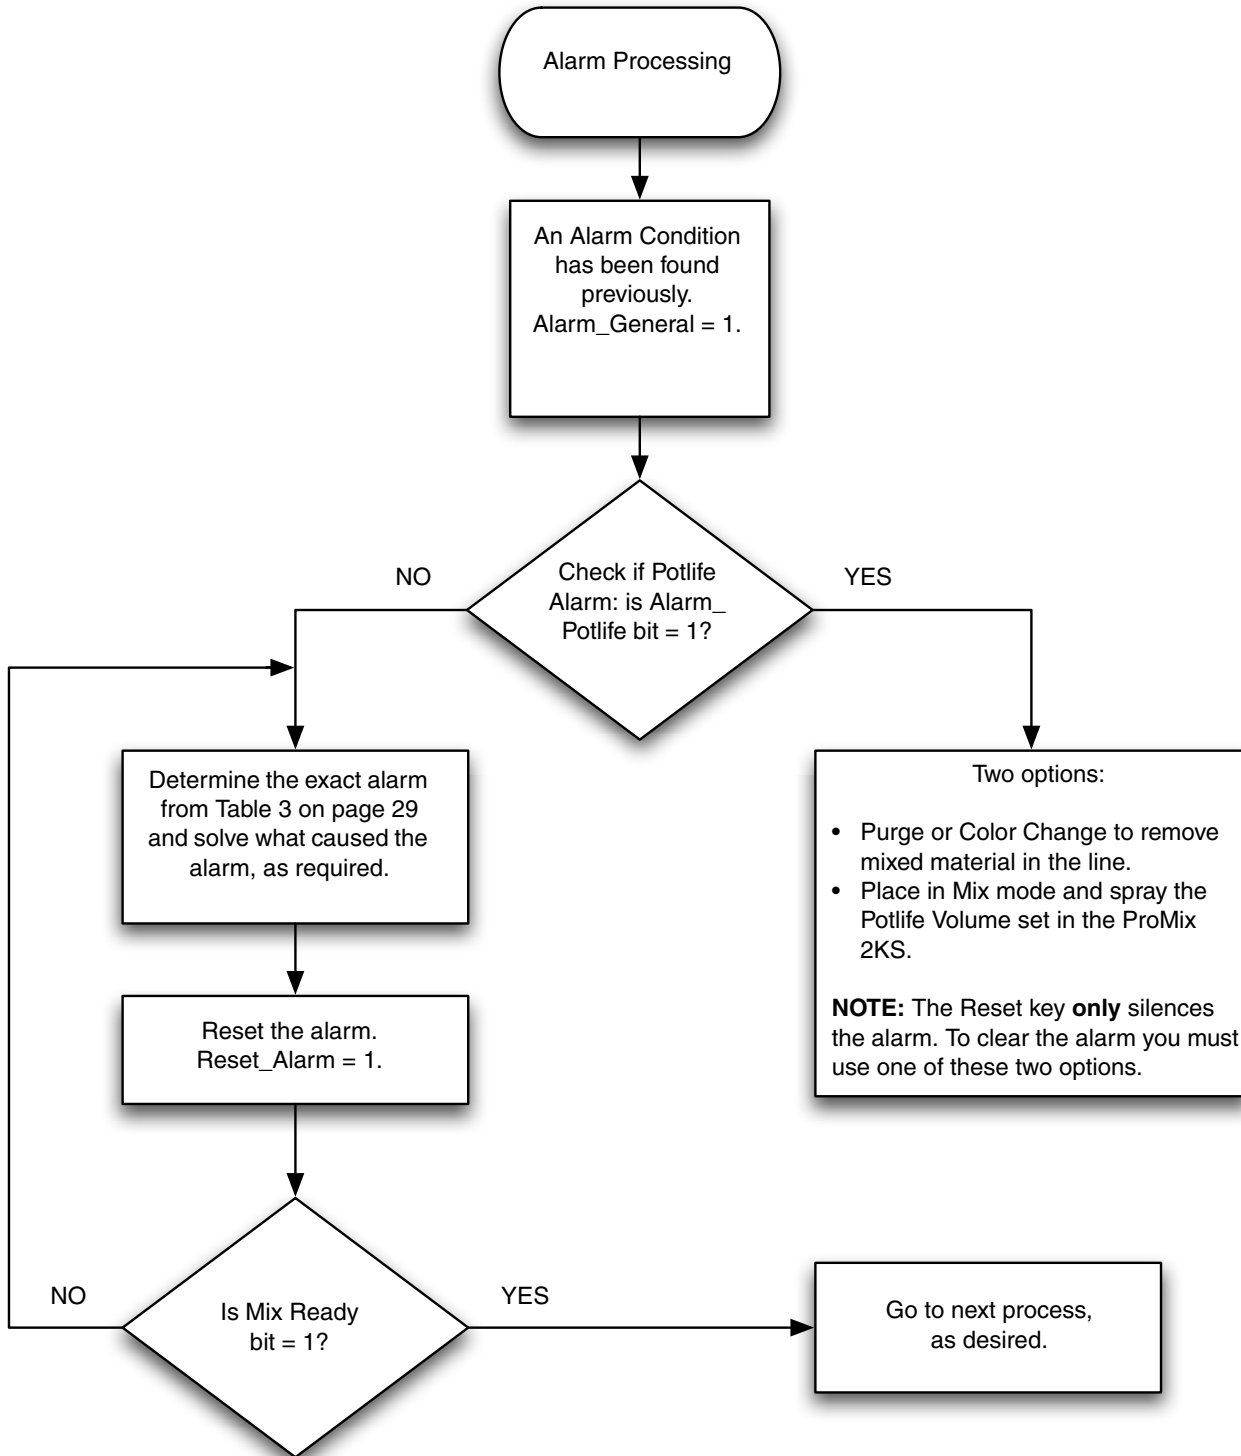 Alarm Processing
An Alarm Condition
has been found
previously.
Alarm_General = 1.
NO
Check if Potlife
Alarm: is Alarm_
Potlife bit = 1?
YES
Determine the exact alarm
from Table 3 on page 29
and solve what caused the
alarm, as required.
Two options:
• Purge or Color Change to remove
mixed material in the line.
• Place in Mix mode and spray the
Potlife Volume set in the ProMix
2KS.
NOTE: The Reset key only silences
the alarm. To clear the alarm you must
use one of these two options.
Reset the alarm.
Reset_Alarm = 1.
NO
Is Mix Ready
bit = 1?
YES
Go to next process,
as desired.